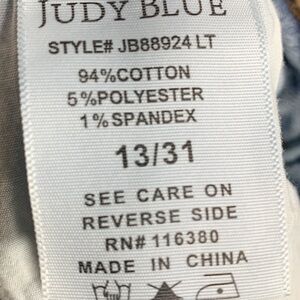 JUDY BLUE
STYLE# JB88924 LT
94%COTTON
5%POLYESTER
1%SPANDEX
13/31
SEE CARE ON
REVERSE SIDE
RN# 116380
MADE IN CHINA